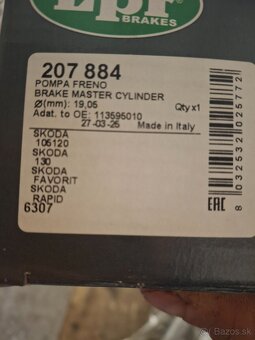 Lpr
BRAKES
207 884
POMPA FRENO
BRAKE MASTER CYLINDER
Ø(mm): 19,05 Qty x1
Adat. to OE: 113595010
27-03-25 Made in Italy
SKODA
105120
SKODA
130
SKODA
FAVORIT
SKODA
RAPID
6307
EAC
8 032532 025772
sk.bazos.sk